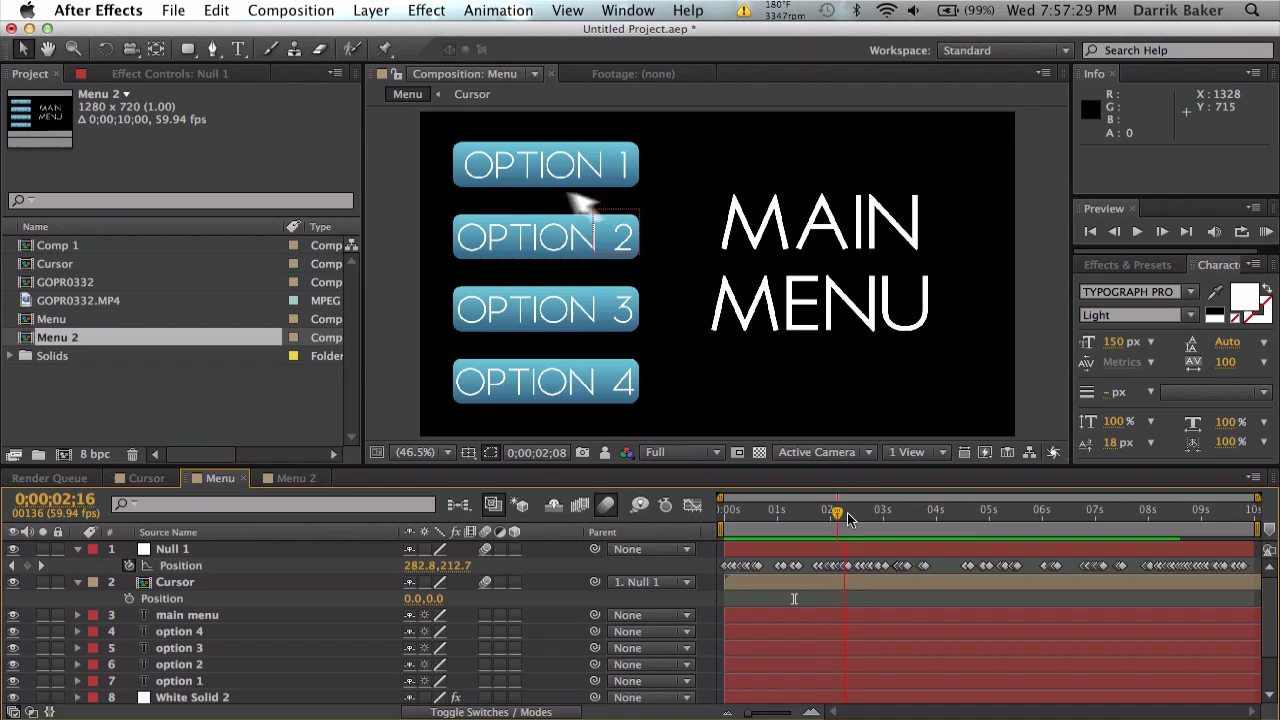 After Effects File Edit Composition Layer Effect Animation View Window Help 180°F 3347rpm (99%) Wed 7:57:29 PM Darrik Baker
Untitled Project.aep *
Workspace: Standard Search Help
Project Effect Controls: Null 1 Composition: Menu Footage: (none) Info
Menu 2
1280 x 720 (1.00)
Δ 0;00;10;00, 59.94 fps
Menu Cursor
R: X: 1328
G: Y: 715
B:
A: 0
OPTION 1
OPTION 2
OPTION 3
OPTION 4
MAIN
MENU
Name
Comp 1 Comp
Cursor Comp
GOPR0332 Comp
GOPR0332.MP4 MPEG
Menu Comp
Menu 2 Comp
Solids Folder
Preview
Effects & Presets Charact
TYPOGRAPH PRO
Light
150 px Auto
Metrics 100
- px
100 % 100 %
18 px 100 %
8 bpc
(46.5%) 0;00;02;08 Full Active Camera 1 View
Render Queue Cursor Menu Menu 2
0;00;02;16
00136 (59.94 fps)
# Source Name Parent
:00s 01s 02 03s 04s 05s 06s 07s 08s 09s 10s
1 Null 1 None
Position 282.8,212.7
2 Cursor 1. Null 1
Position 0.0,0.0
3 T main menu None
4 T option 4 None
5 T option 3 None
6 T option 2 None
7 T option 1 None
8 White Solid 2 fx None
Toggle Switches / Modes